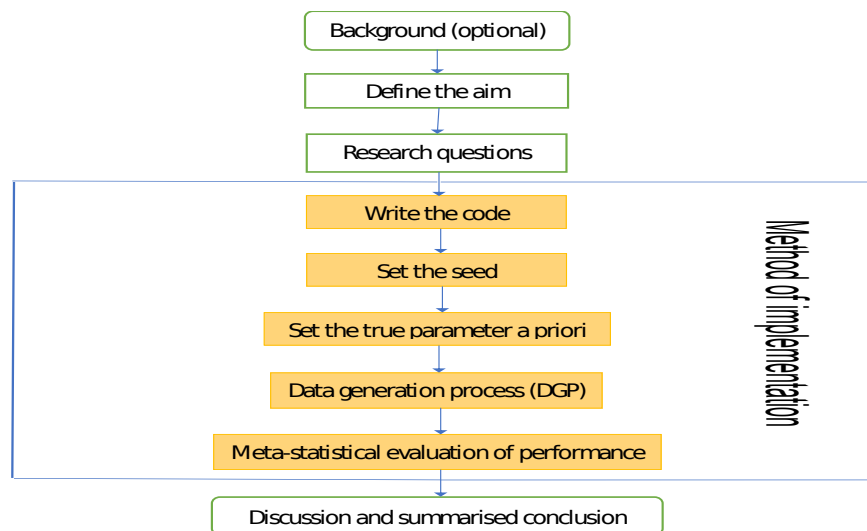 Background (optional)
Define the aim
Research questions
Write the code
Set the seed
Set the true parameter a priori
Data generation process (DGP)
Meta-statistical evaluation of performance
Method of implementation
Discussion and summarised conclusion